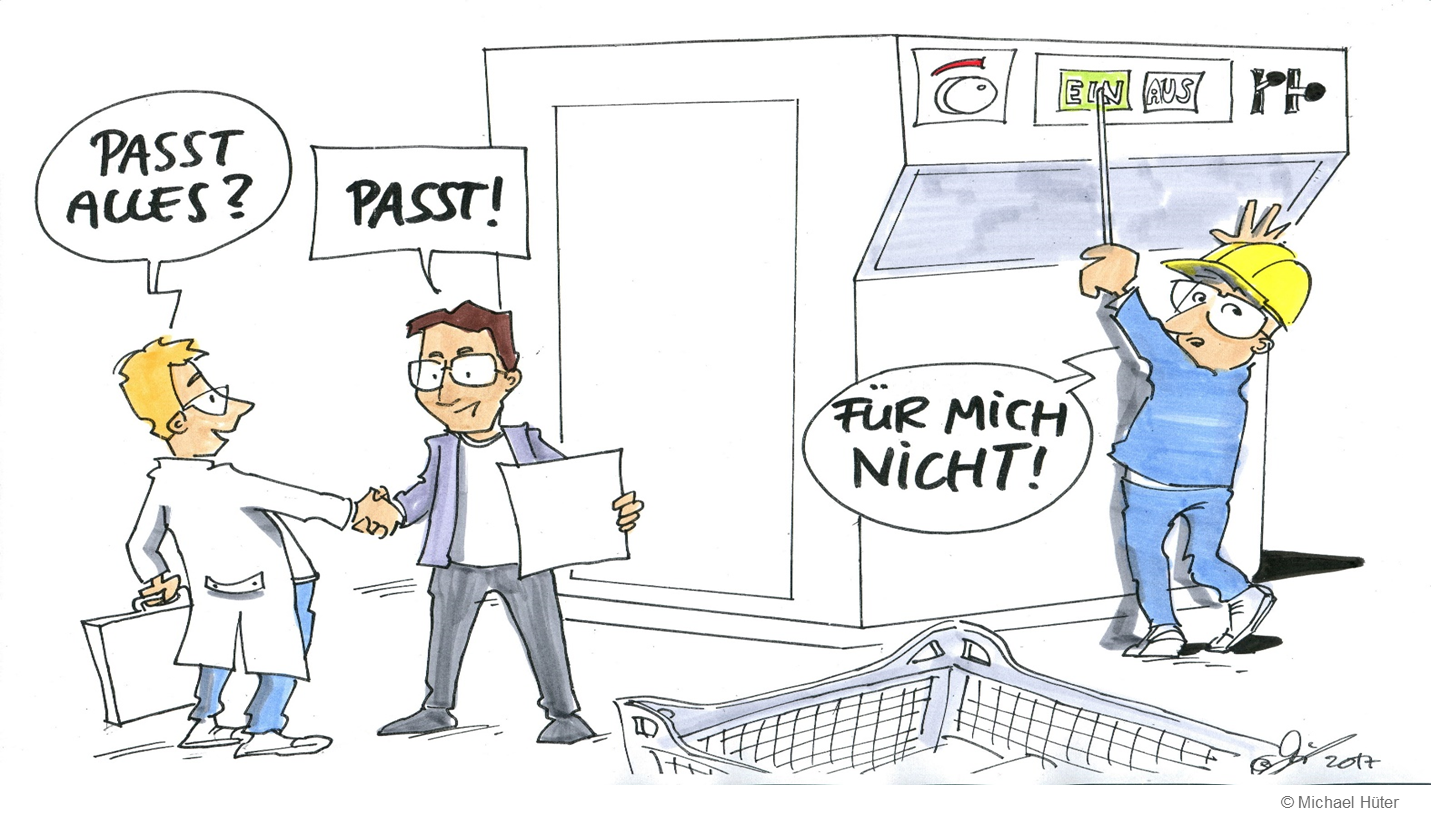 PASST
ALLES?
PASST!
EIN AUS
FÜR MICH
NICHT!
2017
© Michael Hüter